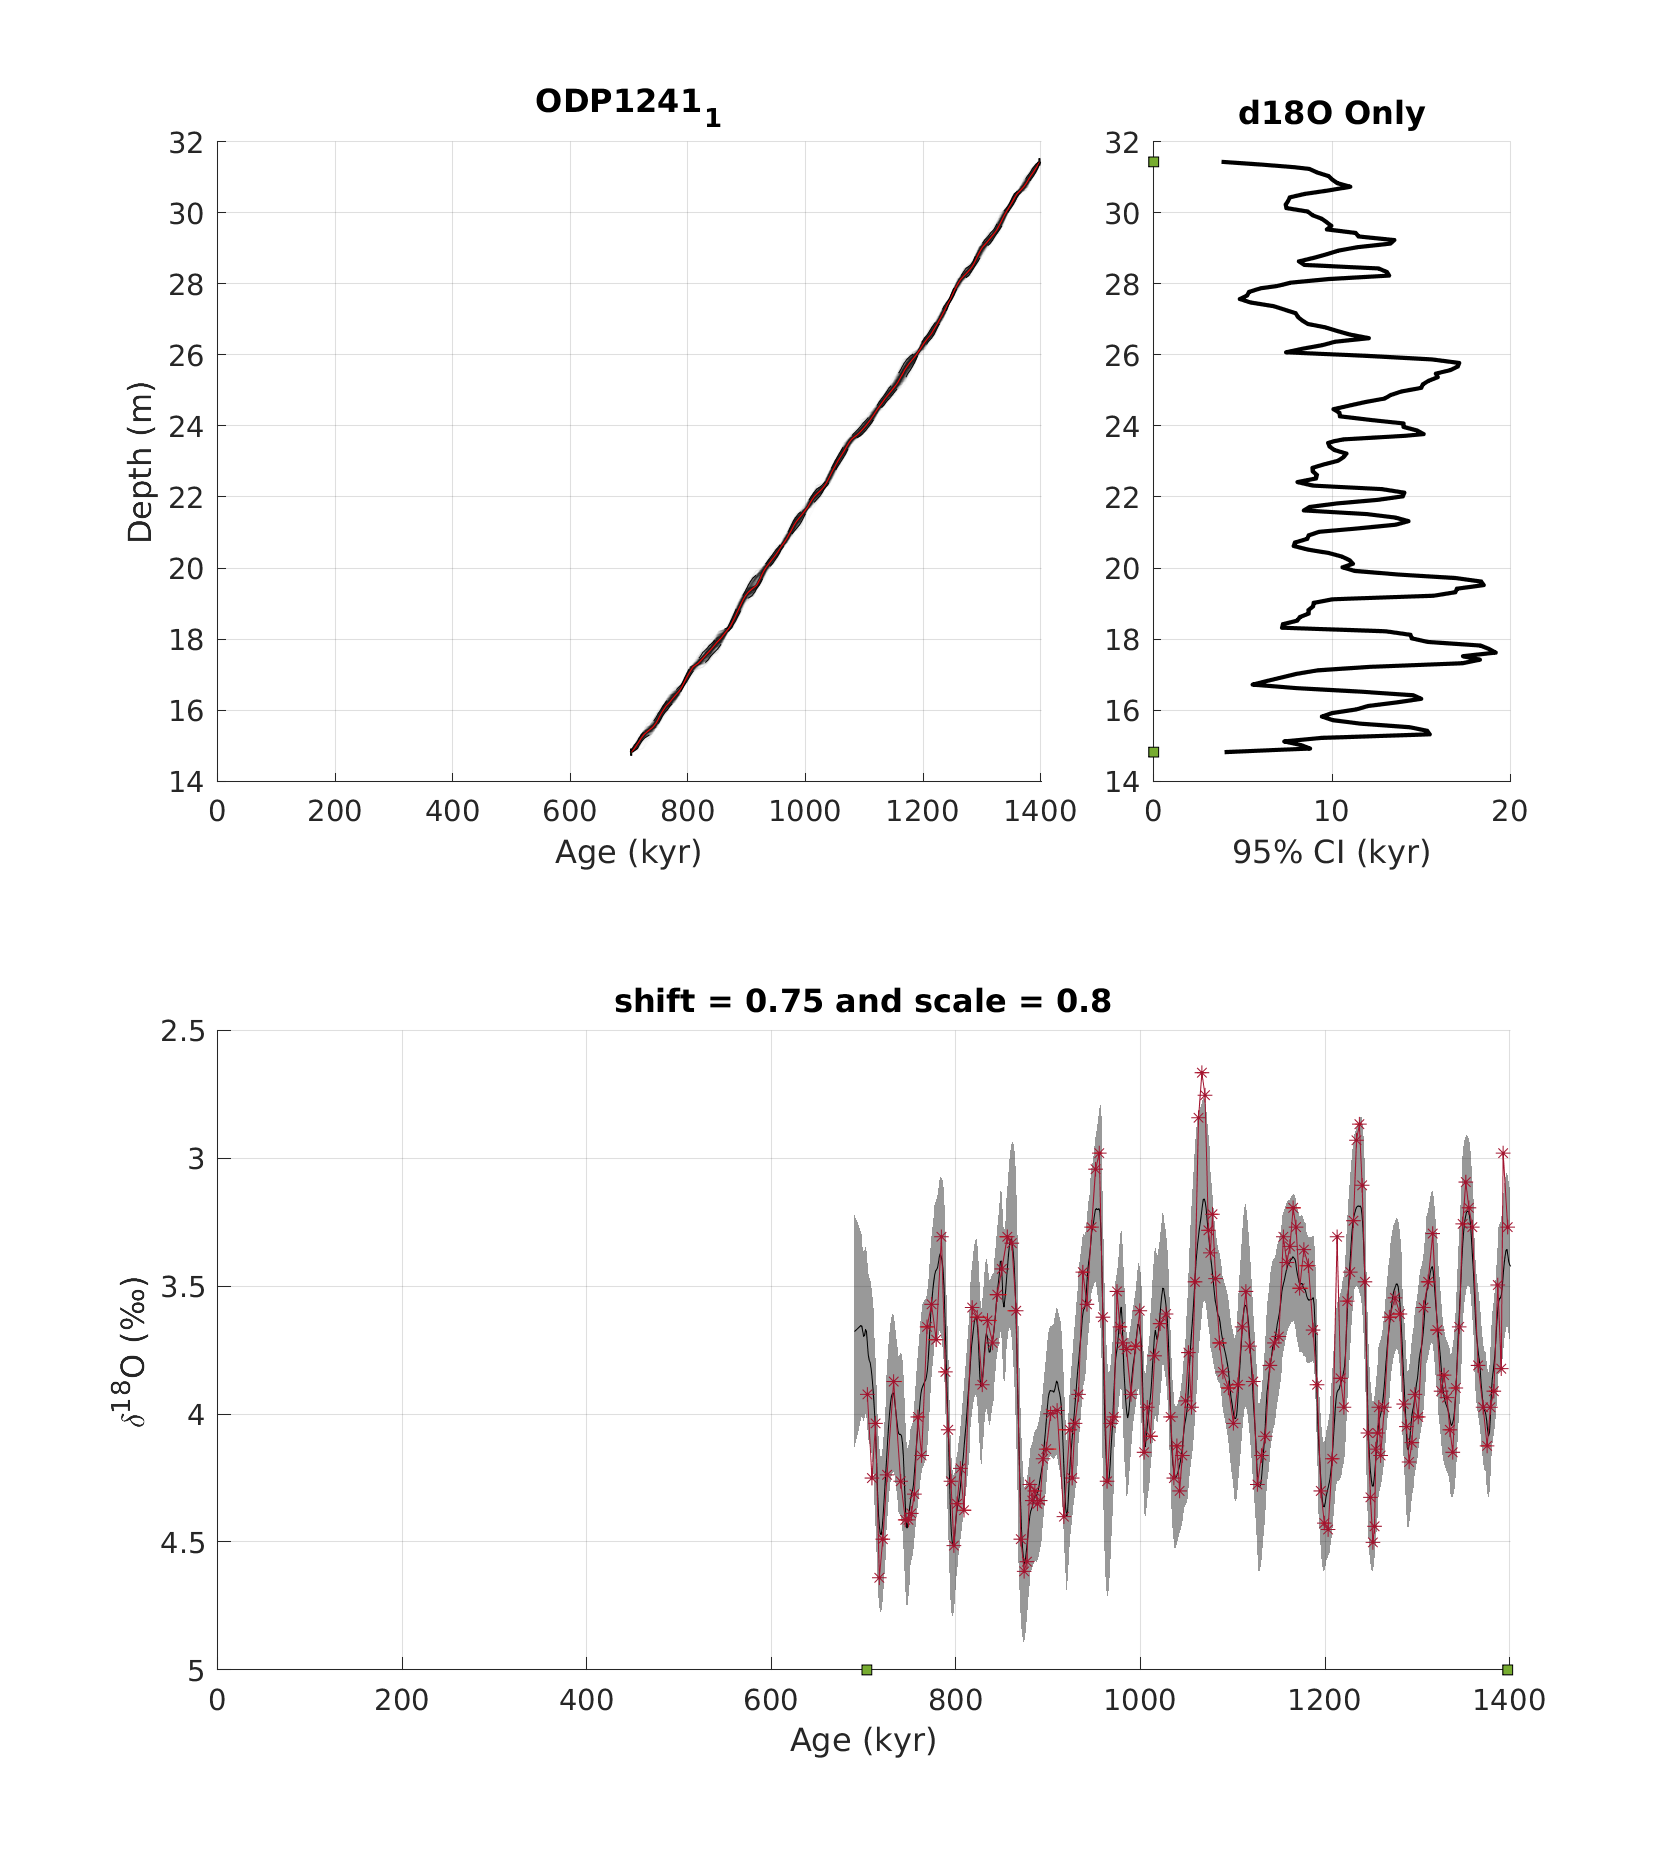 ODP1241₁
d18O Only
32
30
28
26
24
22
20
18
16
14
Depth (m)
0 200 400 600 800 1000 1200 1400
Age (kyr)
32
30
28
26
24
22
20
18
16
14
0 10 20
95% CI (kyr)
shift = 0.75 and scale = 0.8
2.5
3
3.5
4
4.5
5
δ¹⁸O (‰)
0 200 400 600 800 1000 1200 1400
Age (kyr)